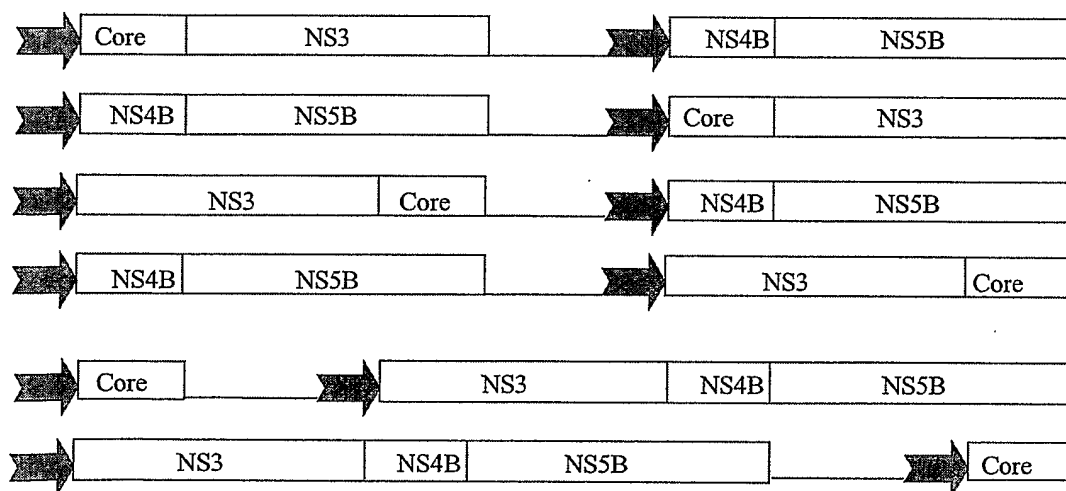 Core NS3 NS4B NS5B
NS4B NS5B Core NS3
NS3 Core NS4B NS5B
NS4B NS5B NS3 Core
Core NS3 NS4B NS5B
NS3 NS4B NS5B Core